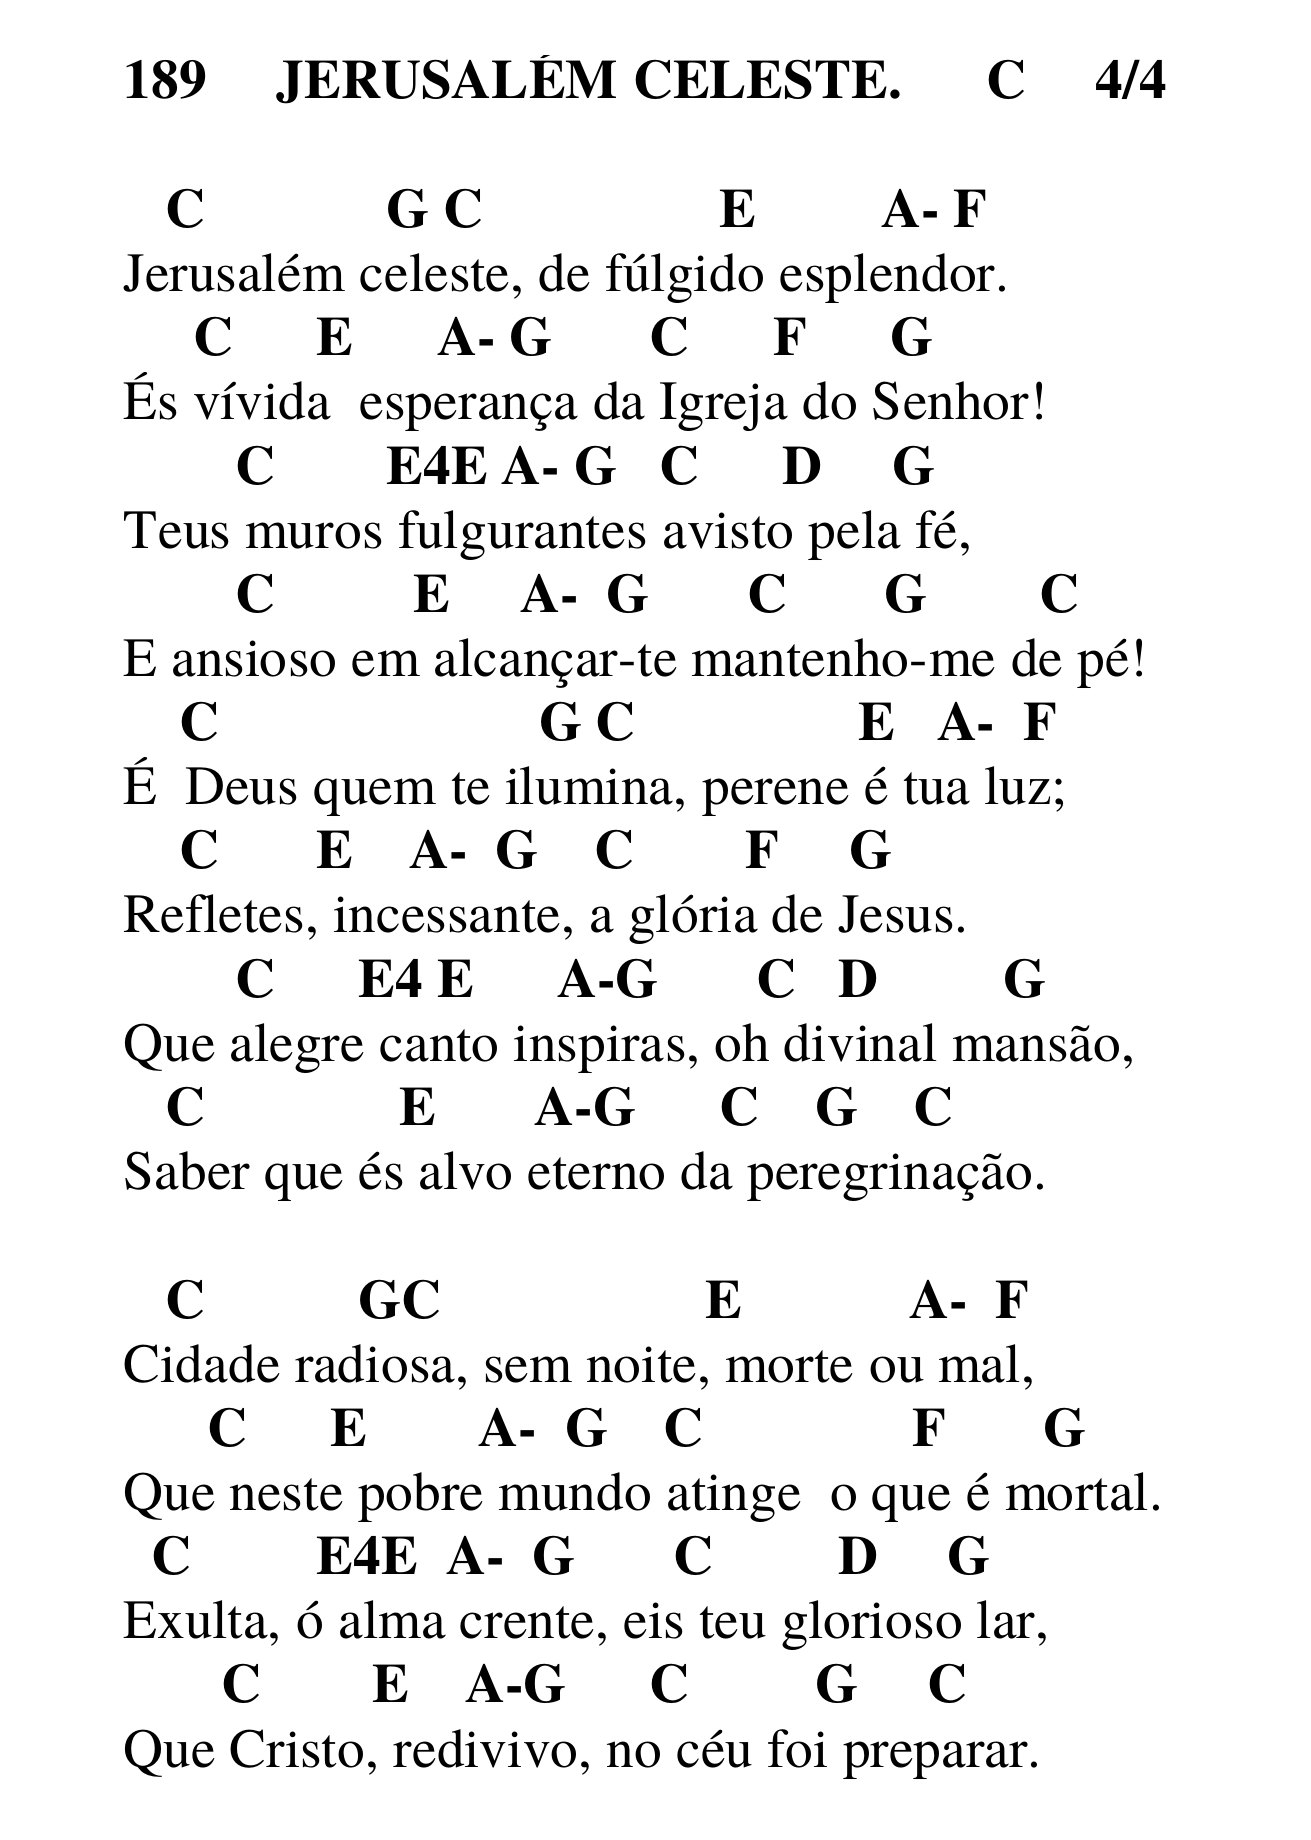 189 JERUSALÉM CELESTE. C 4/4
C G C E A- F
Jerusalém celeste, de fúlgido esplendor.
C E A- G C F G
És vívida esperança da Igreja do Senhor!
C E4E A- G C D G
Teus muros fulgurantes avisto pela fé,
C E A- G C G C
E ansioso em alcançar-te mantenho-me de pé!
C G C E A- F
É Deus quem te ilumina, perene é tua luz;
C E A- G C F G
Refletes, incessante, a glória de Jesus.
C E4 E A-G C D G
Que alegre canto inspiras, oh divinal mansão,
C E A-G C G C
Saber que és alvo eterno da peregrinação.
C GC E A- F
Cidade radiosa, sem noite, morte ou mal,
C E A- G C F G
Que neste pobre mundo atinge o que é mortal.
C E4E A- G C D G
Exulta, ó alma crente, eis teu glorioso lar,
C E A-G C G C
Que Cristo, redivivo, no céu foi preparar.